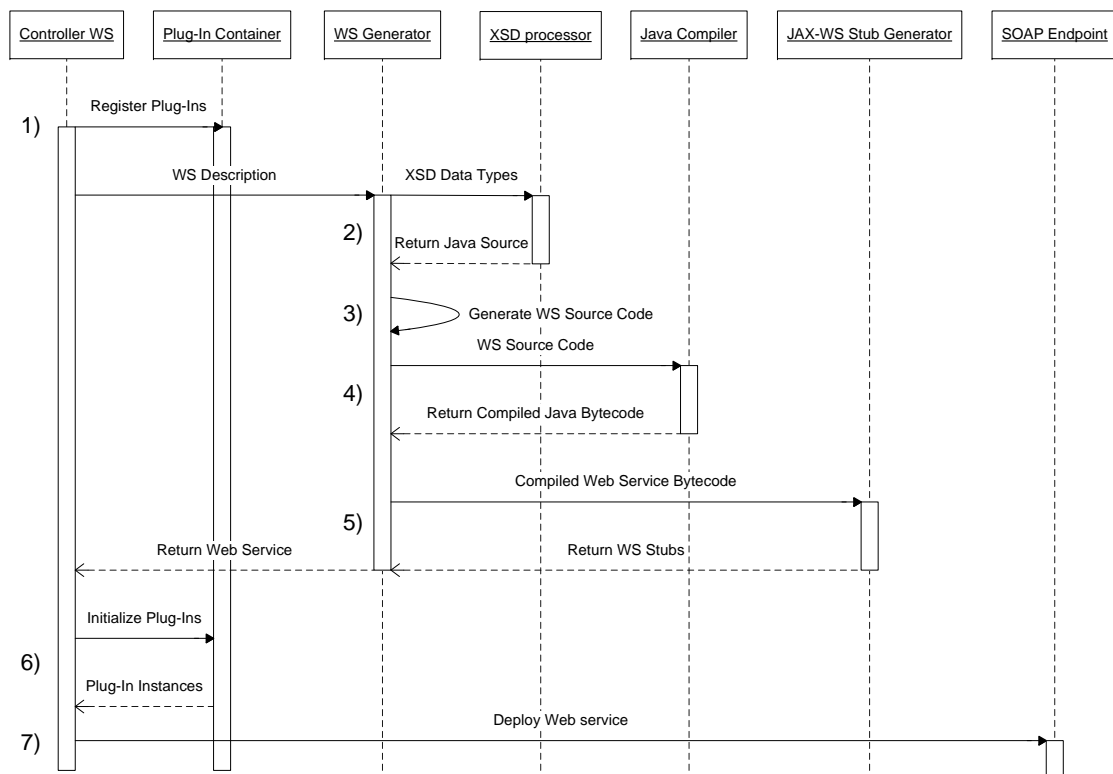 Controller WS
Plug-In Container
WS Generator
XSD processor
Java Compiler
JAX-WS Stub Generator
SOAP Endpoint
Register Plug-Ins
1)
WS Description
XSD Data Types
2)
Return Java Source
3)
Generate WS Source Code
WS Source Code
4)
Return Compiled Java Bytecode
Compiled Web Service Bytecode
5)
Return Web Service
Return WS Stubs
Initialize Plug-Ins
6)
Plug-In Instances
Deploy Web service
7)